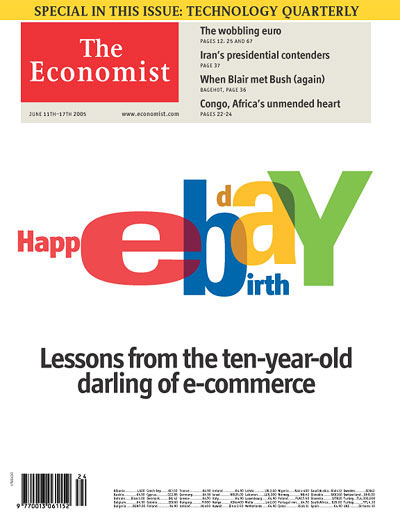 SPECIAL IN THIS ISSUE: TECHNOLOGY QUARTERLY
The
Economist
JUNE 11TH-17TH 2005
www.economist.com
The wobbling euro
PAGES 12, 25 AND 67
Iran's presidential contenders
PAGE 37
When Blair met Bush (again)
BAGEHOT, PAGE 36
Congo, Africa's unmended heart
PAGES 22-24
Happ
ebaY
d
irth
Lessons from the ten-year-old
darling of e-commerce
24
9 770013 061152